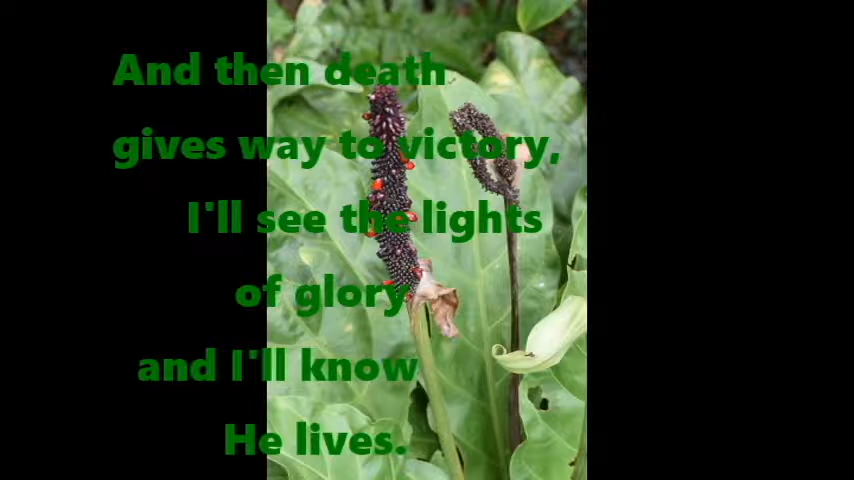 And then death
gives way to victory,
I'll see the lights
of glory
and I'll know
He lives.